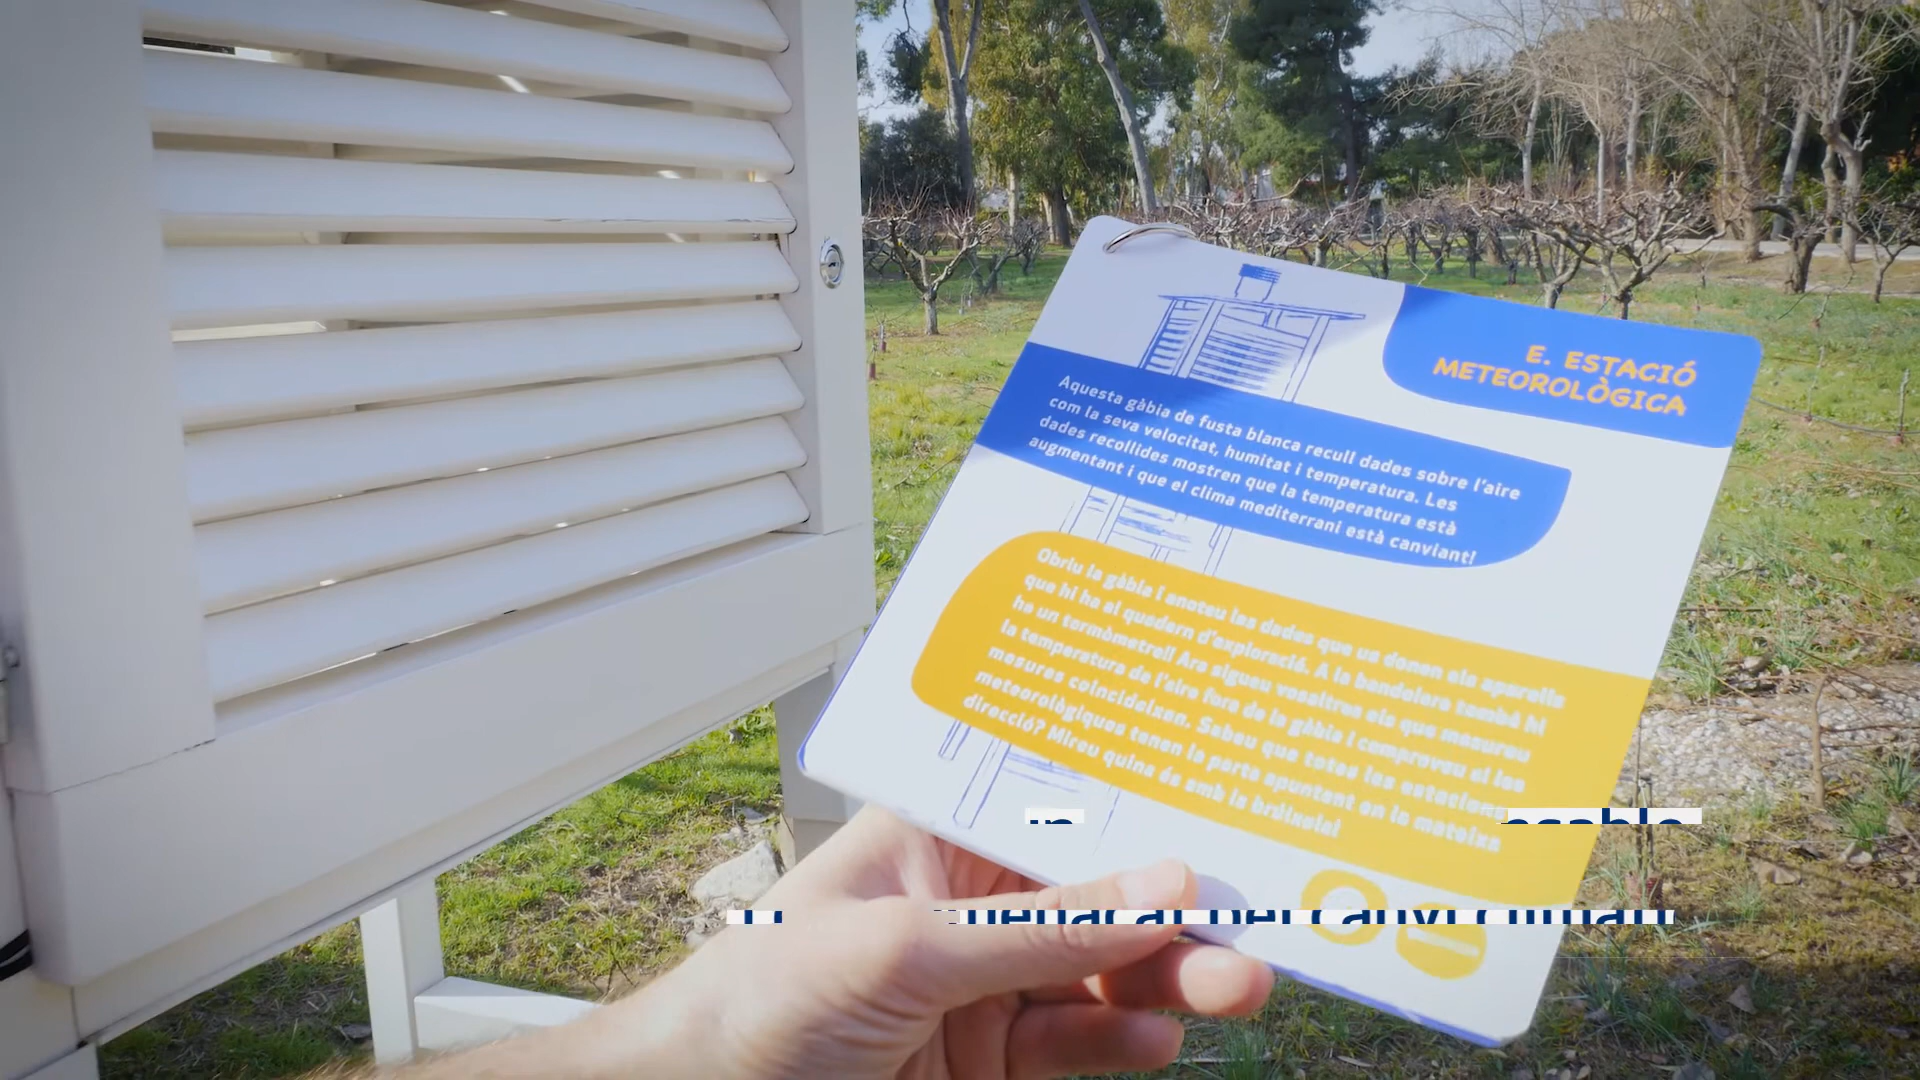 E. ESTACIÓ
METEOROLÒGICA
Aquesta gàbia de fusta blanca recull dades sobre l'aire
com la seva velocitat, humitat i temperatura. Les
dades recollides mostren que la temperatura està
augmentant i que el clima mediterrani està canviant!
Obriu la gàbia i anoteu les dades que us donen els aparells
que hi ha al quadern d'exploració. A la bandolera també hi
ha un termòmetre!! Ara sigueu vosaltres els que mesureu
la temperatura de l'aire fora de la gàbia i comproveu si les
mesures coincideixen. Sabeu que totes les estacions
meteorològiques tenen la porta apuntant en la mateixa
direcció? Mireu quina és amb la brúixola!